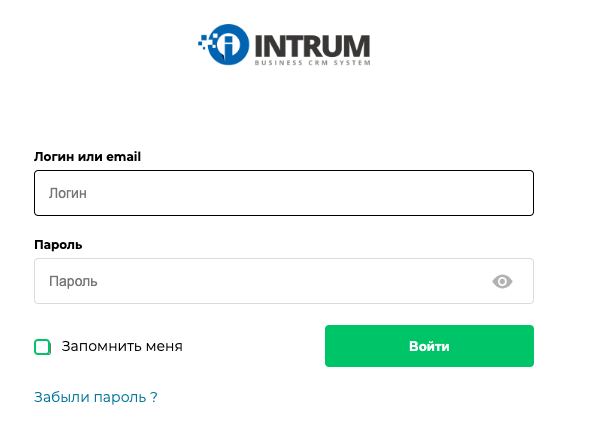 INTRUM
BUSINESS CRM SYSTEM
Логин или email
Логин
Пароль
Пароль
Запомнить меня
Войти
Забыли пароль ?